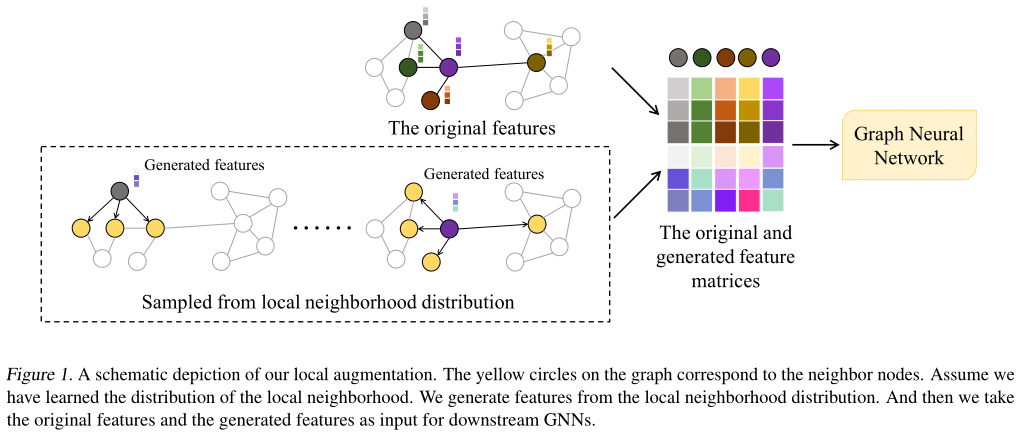 The original features
Generated features
Generated features
Sampled from local neighborhood distribution
The original and
generated feature
matrices
Graph Neural
Network
Figure 1. A schematic depiction of our local augmentation. The yellow circles on the graph correspond to the neighbor nodes. Assume we
have learned the distribution of the local neighborhood. We generate features from the local neighborhood distribution. And then we take
the original features and the generated features as input for downstream GNNs.